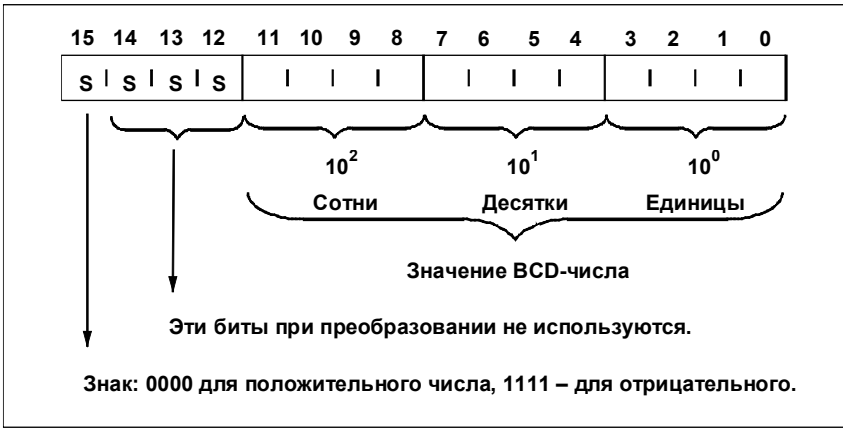 15 14 13 12 11 10 9 8 7 6 5 4 3 2 1 0
S S S S
10² 10¹ 10⁰
Сотни Десятки Единицы
Значение BCD-числа
Эти биты при преобразовании не используются.
Знак: 0000 для положительного числа, 1111 – для отрицательного.